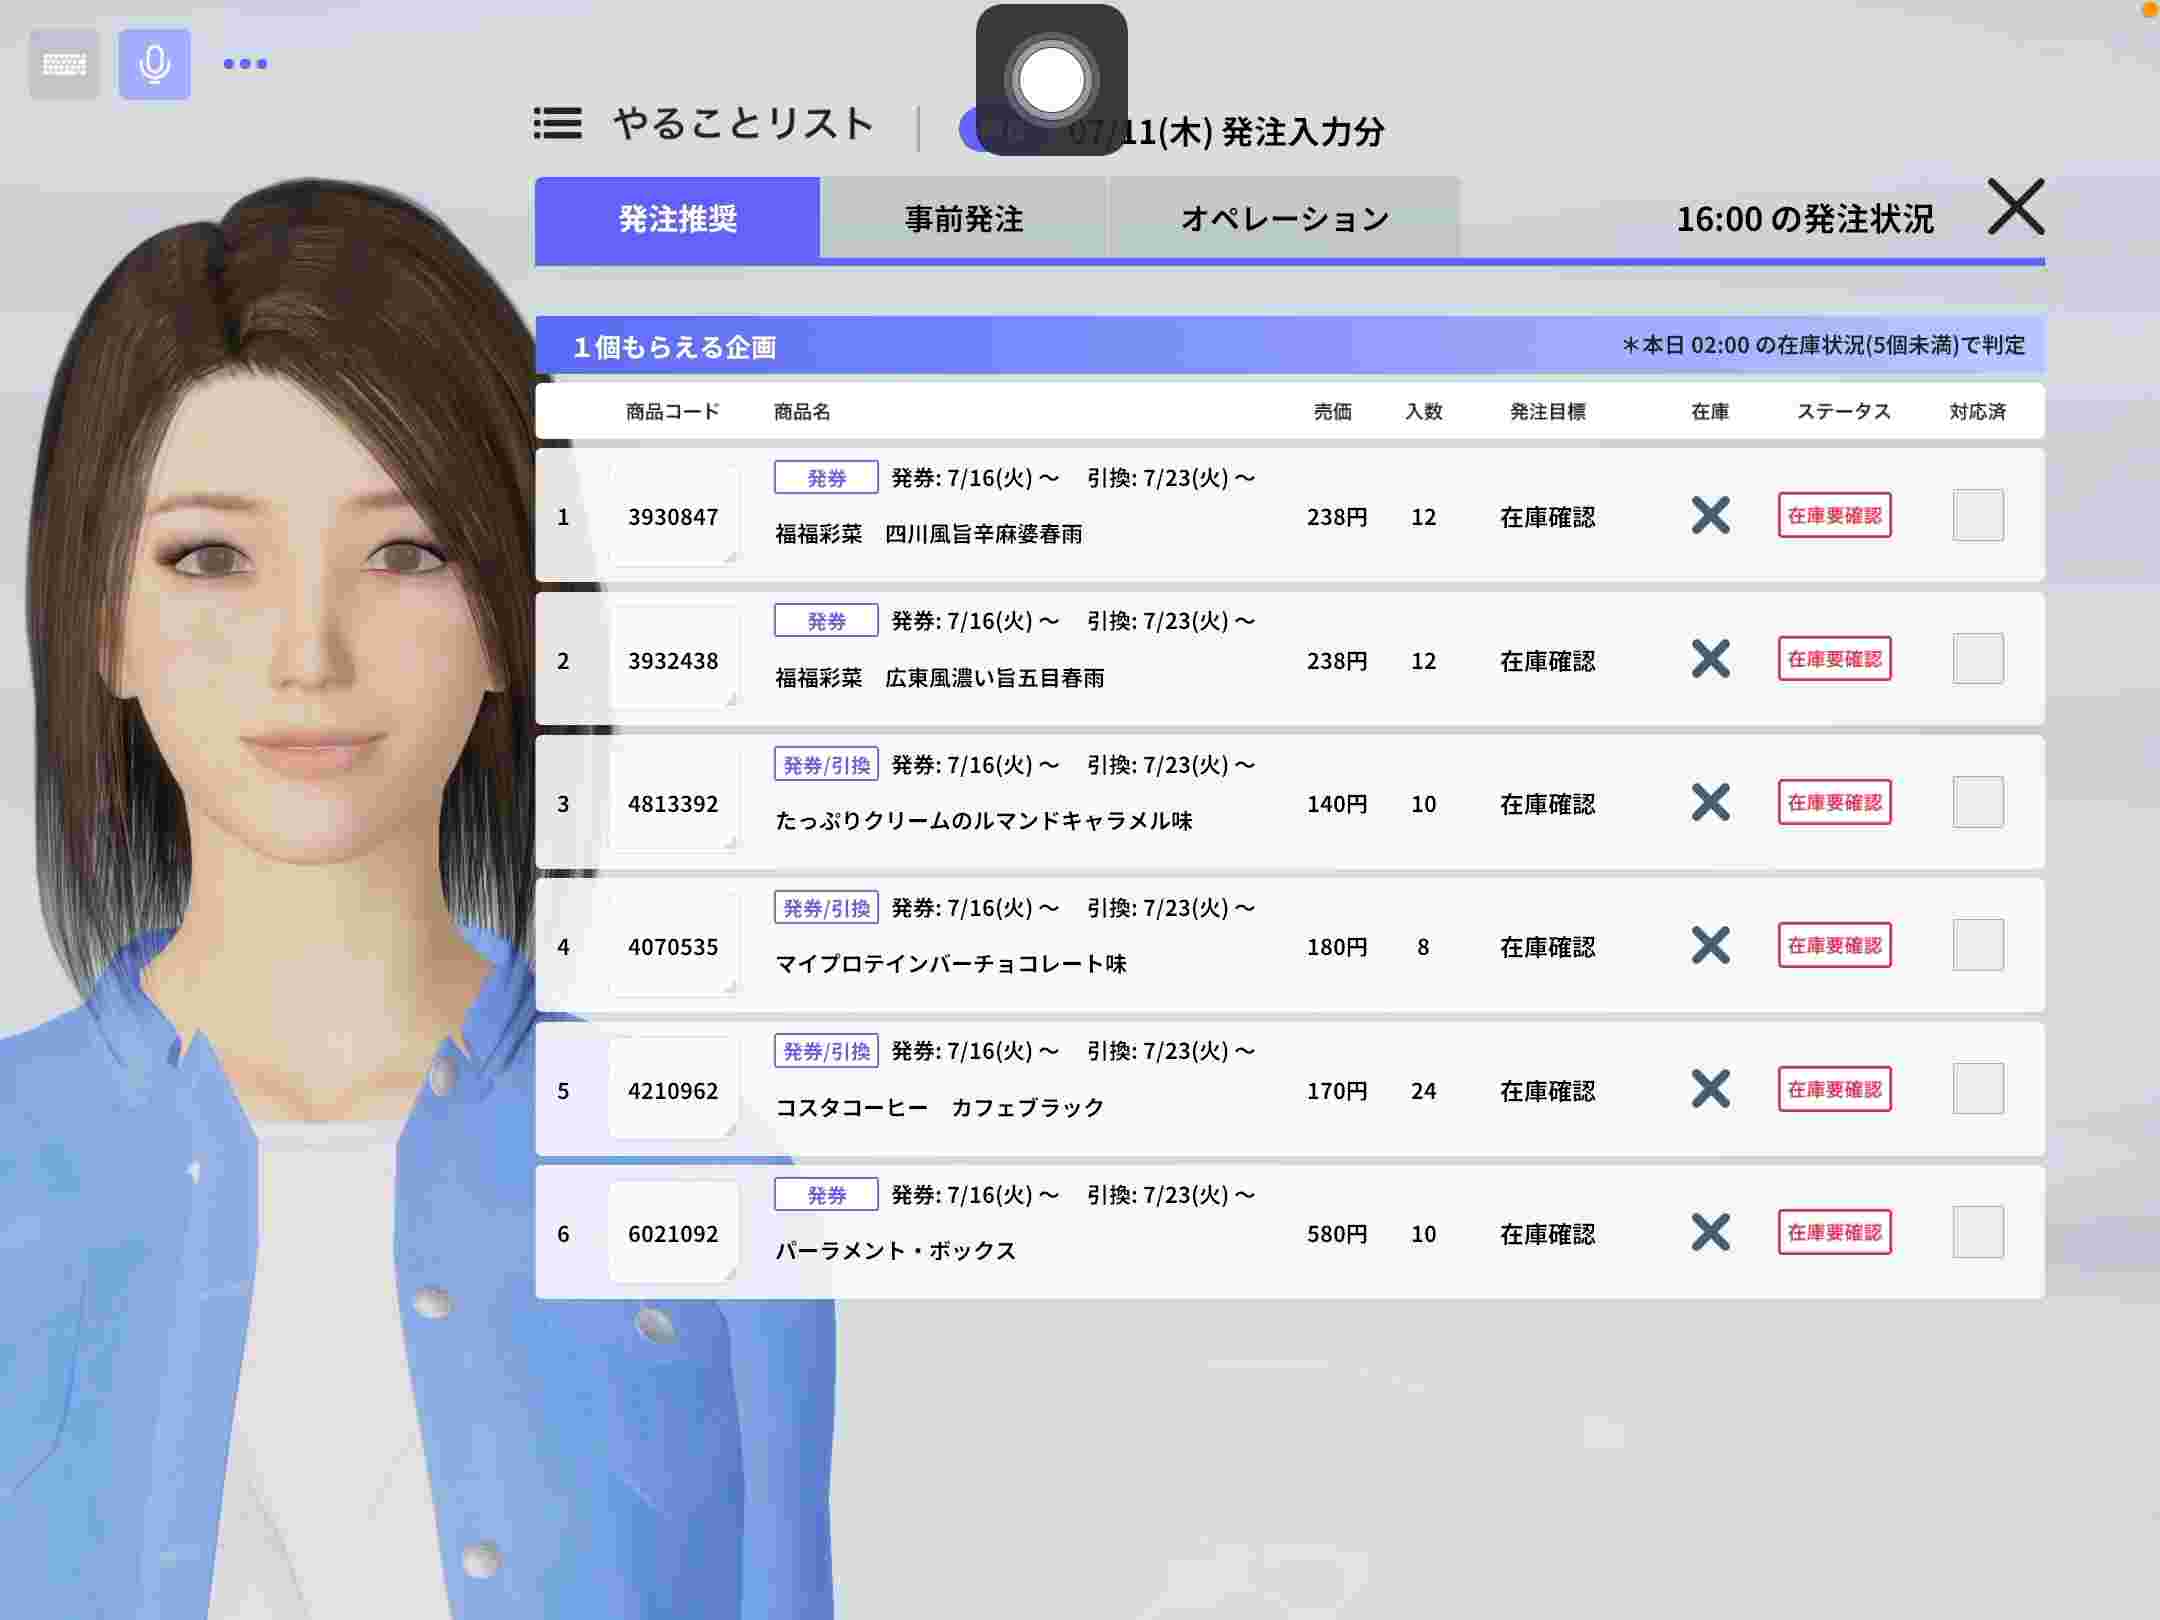 やることリスト
07/11(木) 発注入力分
発注推奨 事前発注 オペレーション 16:00 の発注状況
1個もらえる企画 ＊本日 02:00 の在庫状況(5個未満)で判定
商品コード 商品名 売価 入数 発注目標 在庫 ステータス 対応済
発券 発券: 7/16(火) ～ 引換: 7/23(火) ～
1 3930847 福福彩菜 四川風旨辛麻婆春雨 238円 12 在庫確認 在庫要確認
発券 発券: 7/16(火) ～ 引換: 7/23(火) ～
2 3932438 福福彩菜 広東風濃い旨五目春雨 238円 12 在庫確認 在庫要確認
発券/引換 発券: 7/16(火) ～ 引換: 7/23(火) ～
3 4813392 たっぷりクリームのルマンドキャラメル味 140円 10 在庫確認 在庫要確認
発券/引換 発券: 7/16(火) ～ 引換: 7/23(火) ～
4 4070535 マイプロテインバーチョコレート味 180円 8 在庫確認 在庫要確認
発券/引換 発券: 7/16(火) ～ 引換: 7/23(火) ～
5 4210962 コスタコーヒー カフェブラック 170円 24 在庫確認 在庫要確認
発券 発券: 7/16(火) ～ 引換: 7/23(火) ～
6 6021092 パーラメント・ボックス 580円 10 在庫確認 在庫要確認